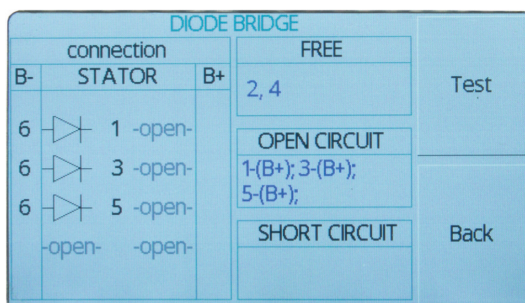 DIODE BRIDGE
connection
B- STATOR B+
6 1 -open-
6 3 -open-
6 5 -open-
-open- -open-
FREE
2, 4
OPEN CIRCUIT
1-(B+); 3-(B+);
5-(B+);
SHORT CIRCUIT
Test
Back